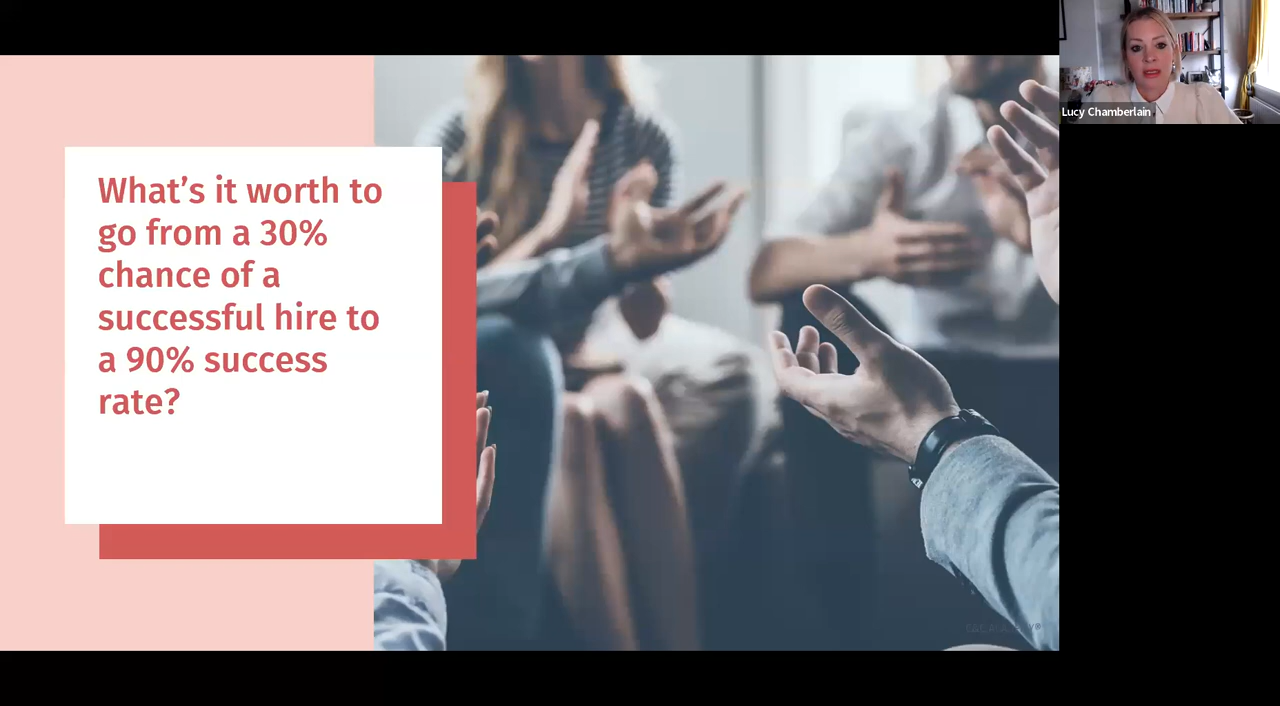 What’s it worth to
go from a 30%
chance of a
successful hire to
a 90% success
rate?
Lucy Chamberlain